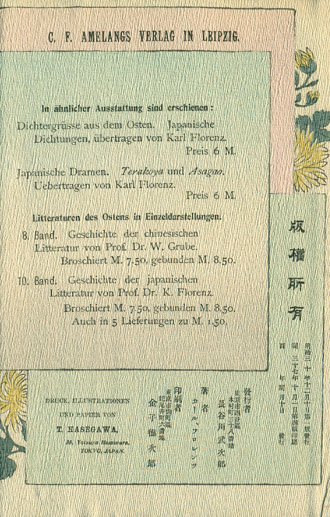 C. F. AMELANGS VERLAG IN LEIPZIG.
In ähnlicher Ausstattung sind erschienen:
Dichtergrüsse aus dem Osten. Japanische
Dichtungen, übertragen von Karl Florenz.
Preis 6 M.
Japanische Dramen. Terakoya und Asagao.
Uebertragen von Karl Florenz.
Preis 6 M.
Litteraturen des Ostens in Einzeldarstellungen.
8. Band. Geschichte der chinesischen
Litteratur von Prof. Dr. W. Grube.
Broschiert M. 7,50, gebunden M. 8,50.
10. Band. Geschichte der japanischen
Litteratur von Prof. Dr. K. Florenz.
Broschiert M. 7,50, gebunden M. 8,50.
Auch in 5 Lieferungen zu M. 1,50.
版權所有
發行者
長谷川武次郎
著者
カールフロレンツ
印刷者
金子徳次郎
DRUCK, ILLUSTRATIONEN
UND PAPIER VON
T. HASEGAWA,
TOKYO, JAPAN.